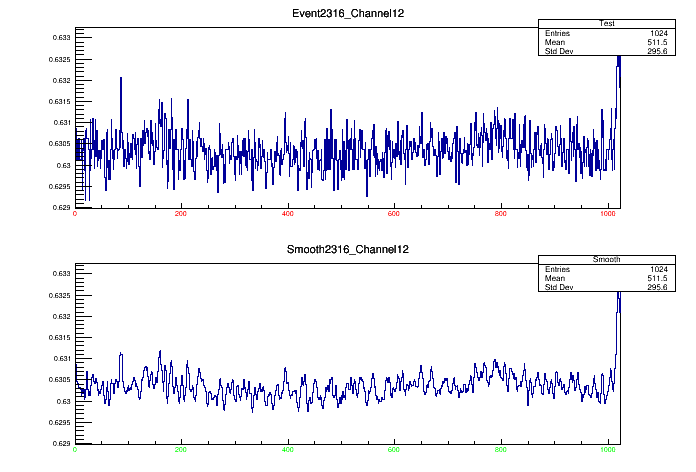 Event2316_Channel12
Test
Entries 1024
Mean 511.5
Std Dev 295.6
0.633
0.6325
0.632
0.6315
0.631
0.6305
0.63
0.6295
0.629
0 200 400 600 800 1000
Smooth2316_Channel12
Smooth
Entries 1024
Mean 511.5
Std Dev 295.6
0.633
0.6325
0.632
0.6315
0.631
0.6305
0.63
0.6295
0.629
0 200 400 600 800 1000